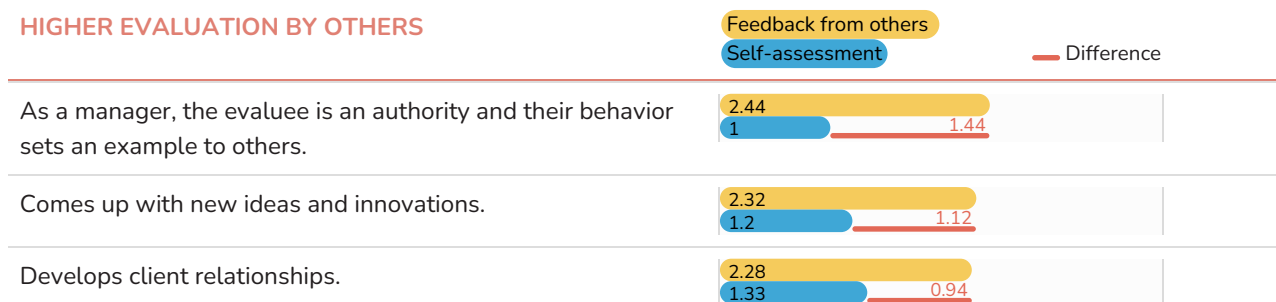 HIGHER EVALUATION BY OTHERS
Feedback from others
Self-assessment
Difference
As a manager, the evaluee is an authority and their behavior
sets an example to others.
2.44
1
1.44
Comes up with new ideas and innovations.
2.32
1.2
1.12
Develops client relationships.
2.28
1.33
0.94